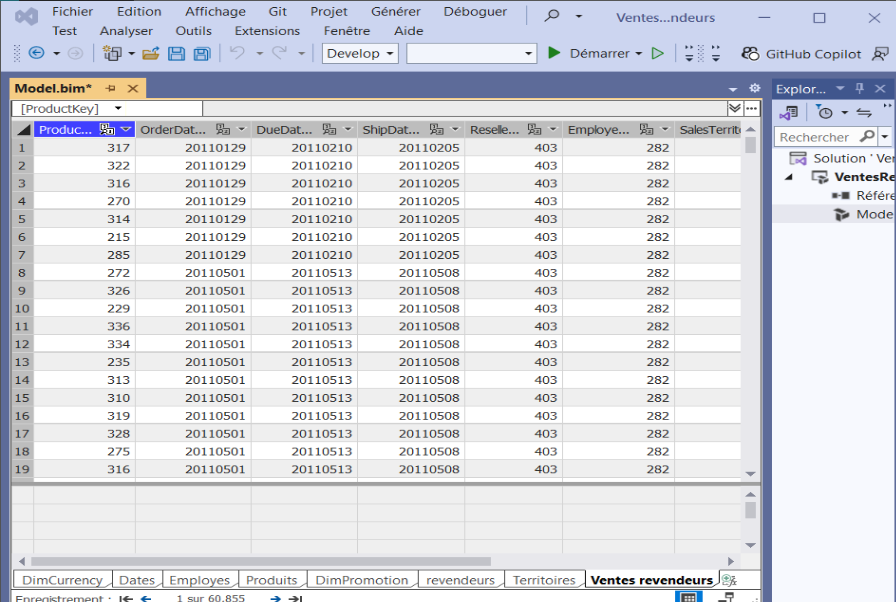 Fichier Edition Affichage Git Projet Générer Déboguer
Ventes...ndeurs
Test Analyser Outils Extensions Fenêtre Aide
Develop Démarrer GitHub Copilot
Model.bim*
Explor...
[ProductKey]
Rechercher
Produc... OrderDat... DueDat... ShipDat... Reselle... Employe... SalesTerrito
1 317 20110129 20110210 20110205 403 282
2 322 20110129 20110210 20110205 403 282
3 316 20110129 20110210 20110205 403 282
4 270 20110129 20110210 20110205 403 282
5 314 20110129 20110210 20110205 403 282
6 215 20110129 20110210 20110205 403 282
7 285 20110129 20110210 20110205 403 282
8 272 20110501 20110513 20110508 403 282
9 326 20110501 20110513 20110508 403 282
10 229 20110501 20110513 20110508 403 282
11 336 20110501 20110513 20110508 403 282
12 334 20110501 20110513 20110508 403 282
13 235 20110501 20110513 20110508 403 282
14 313 20110501 20110513 20110508 403 282
15 310 20110501 20110513 20110508 403 282
16 319 20110501 20110513 20110508 403 282
17 328 20110501 20110513 20110508 403 282
18 275 20110501 20110513 20110508 403 282
19 316 20110501 20110513 20110508 403 282
Solution ' Ver
VentesRe
Référe
Mode
DimCurrency Dates Employes Produits DimPromotion revendeurs Territoires Ventes revendeurs
Enregistrement : 1 sur 60.855